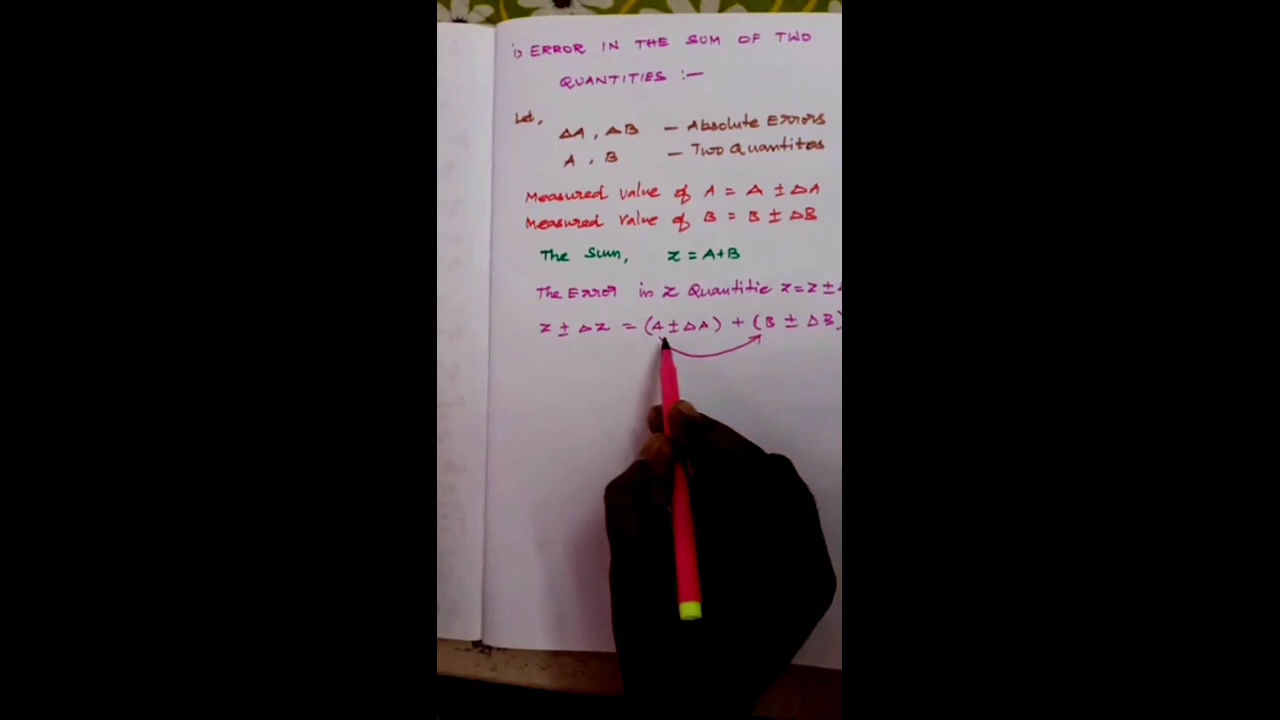 i) ERROR IN THE SUM OF TWO
QUANTITIES :-
Let,
ΔA, ΔB - Absolute Errors
A, B - Two Quantites
Measured value of A = A ± ΔA
Measured value of B = B ± ΔB
The Sum, Z = A+B
The Error in Z Quantitie Z = Z ±
Z ± ΔZ = (A ± ΔA) + (B ± ΔB)